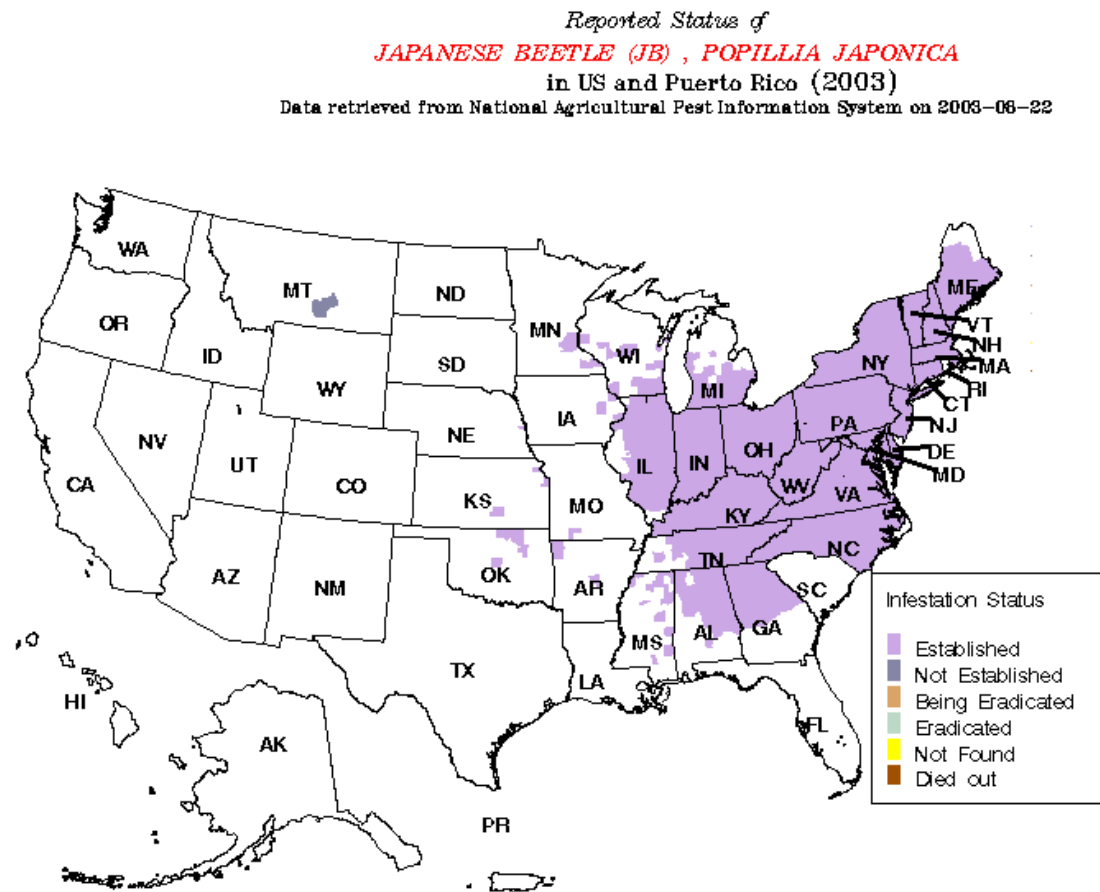 Reported Status of
JAPANESE BEETLE (JB) , POPILLIA JAPONICA
in US and Puerto Rico (2003)
Data retrieved from National Agricultural Pest Information System on 2003-06-22
WA
MT
ND
MN
ME
OR
ID
SD
WI
VT
NH
WY
MI
NY
MA
RI
CT
NV
UT
NE
IA
PA
NJ
CA
CO
KS
MO
IL
IN
OH
WV
VA
DE
MD
KY
AZ
NM
OK
AR
TN
NC
SC
TX
LA
MS
AL
GA
FL
HI
AK
PR
Infestation Status
Established
Not Established
Being Eradicated
Eradicated
Not Found
Died out